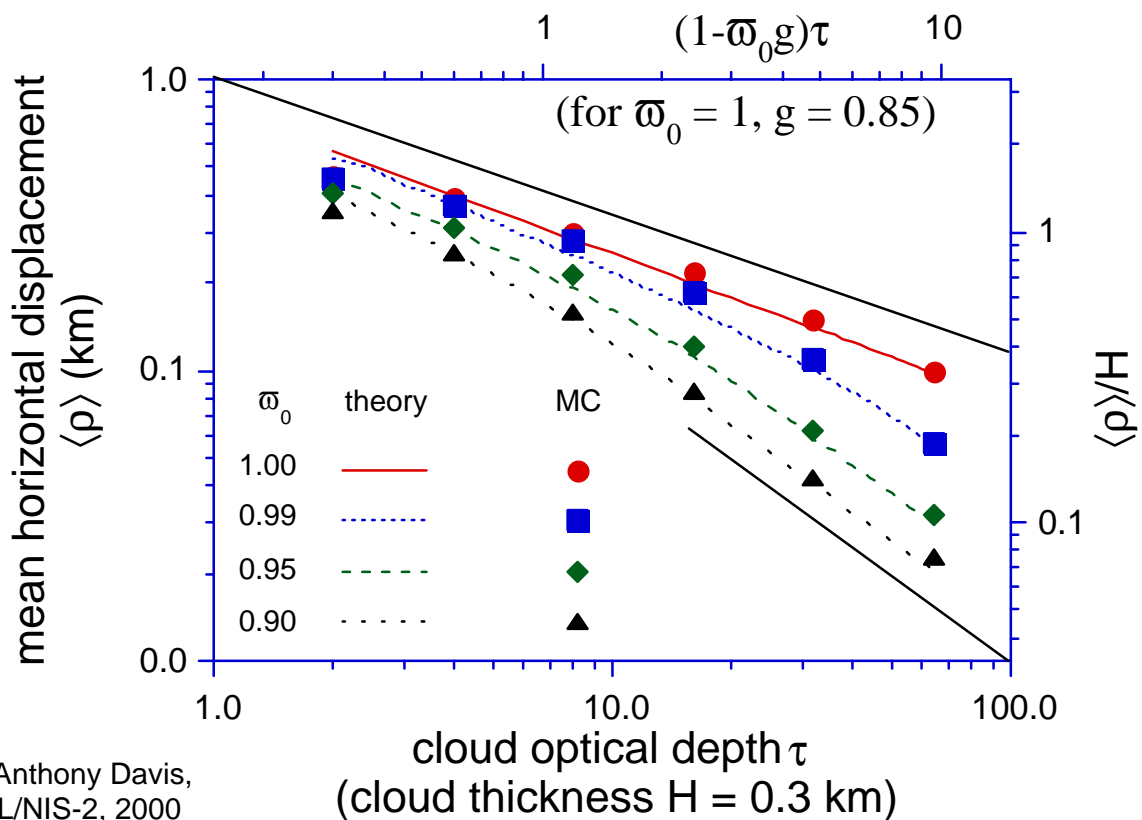 1 (1-ϖ0g)τ 10
(for ϖ0 = 1, g = 0.85)
mean horizontal displacement
⟨ρ⟩ (km)
1.0
0.1
0.0
1
0.1
⟨ρ⟩/H
ϖ0 theory MC
1.00
0.99
0.95
0.90
1.0 10.0 100.0
cloud optical depth τ
(cloud thickness H = 0.3 km)
Anthony Davis,
L/NIS-2, 2000